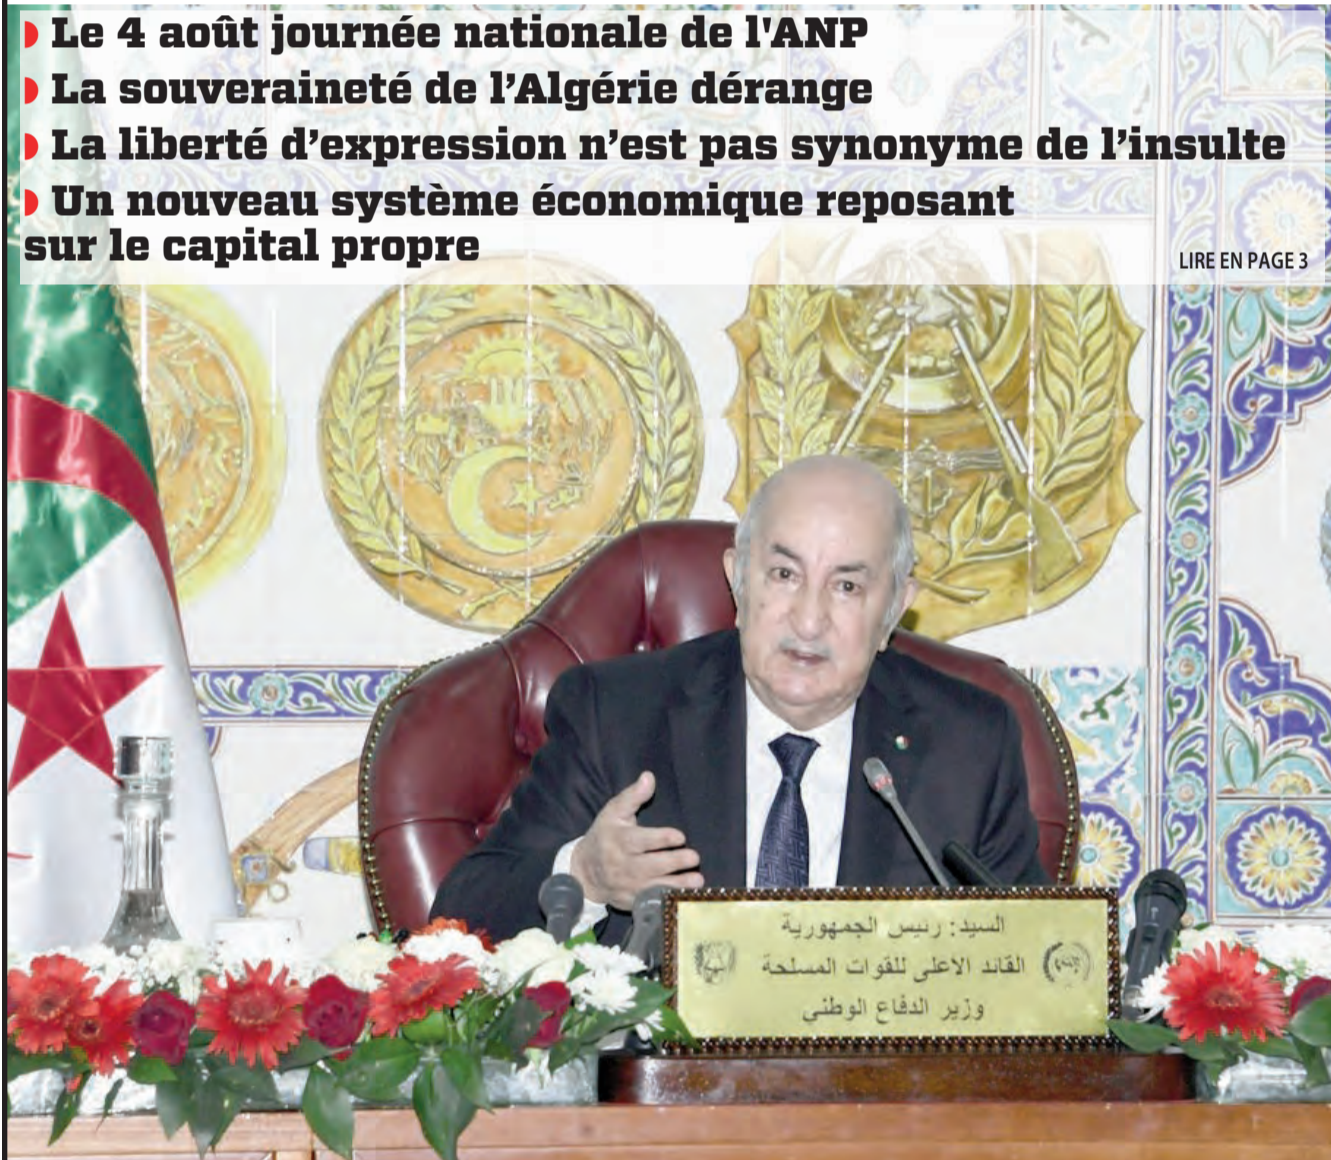 Le 4 août journée nationale de l'ANP
La souveraineté de l’Algérie dérange
La liberté d’expression n’est pas synonyme de l’insulte
Un nouveau système économique reposant
sur le capital propre
LIRE EN PAGE 3
السيد: رئيس الجمهورية
القائد الاعلى للقوات المسلحة
وزير الدفاع الوطني